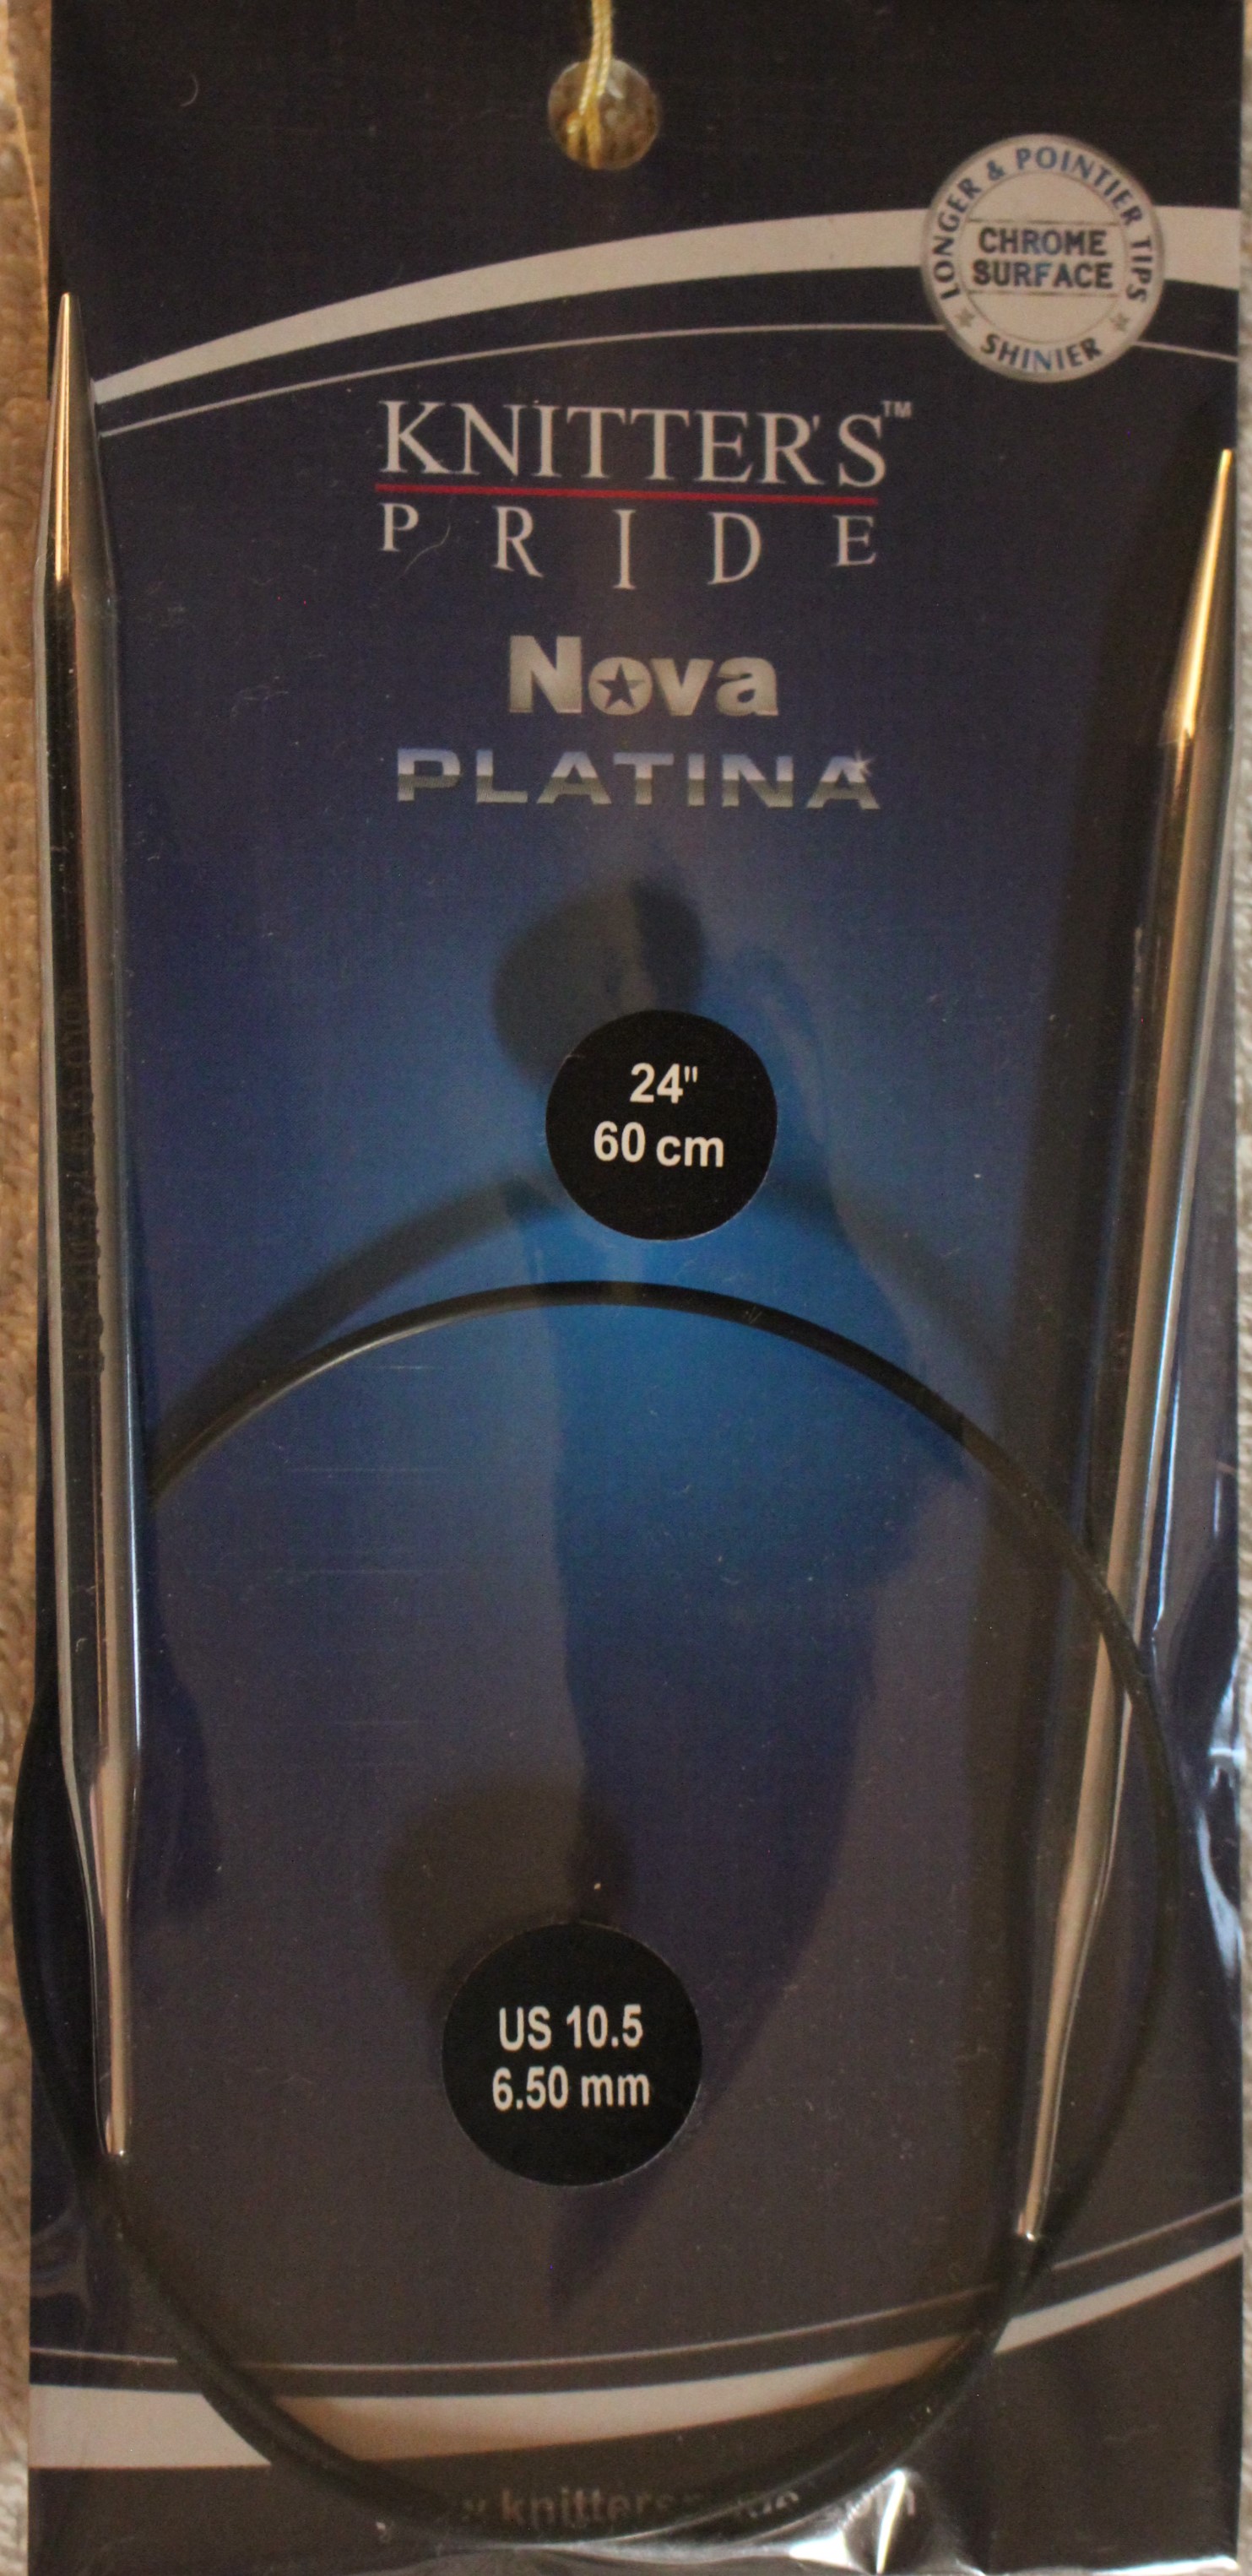 LONGER & POINTIER TIPS
CHROME
SURFACE
SHINIER
KNITTER'S™
PRIDE
Nova
PLATINA
24"
60 cm
US 10.5
6.50 mm